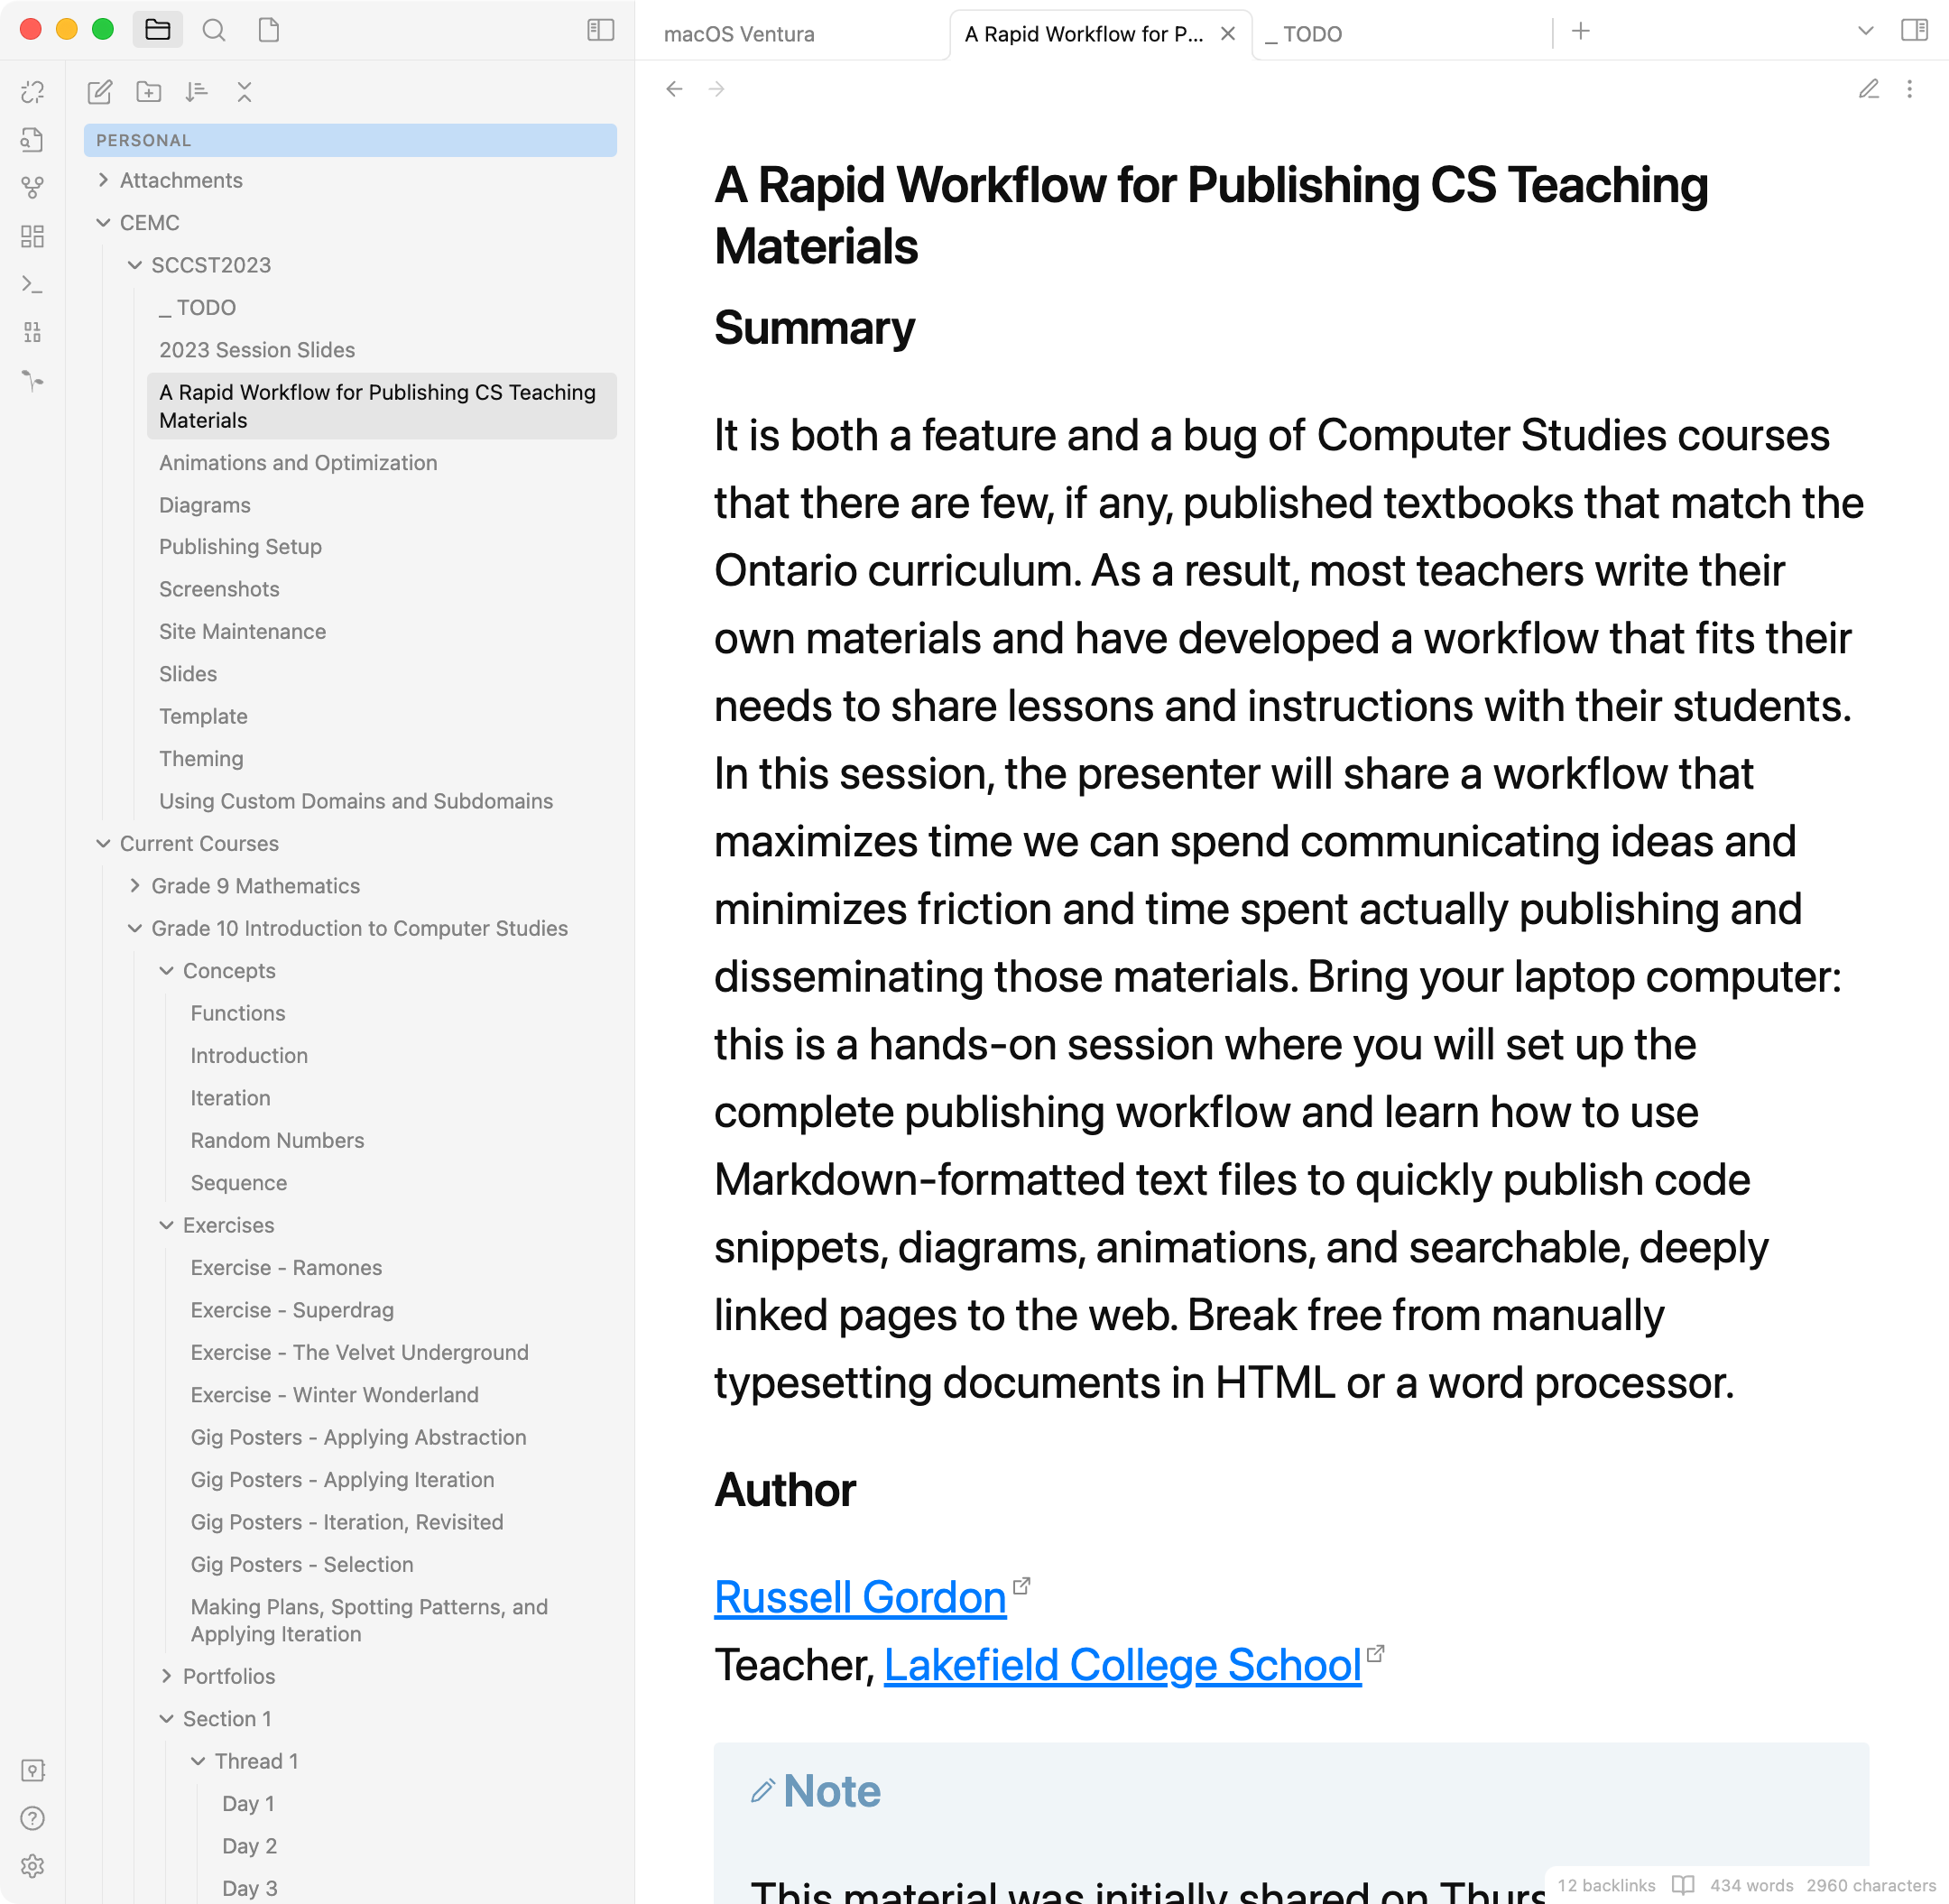 macOS Ventura
A Rapid Workflow for P...
_ TODO
PERSONAL
Attachments
CEMC
SCCST2023
_ TODO
2023 Session Slides
A Rapid Workflow for Publishing CS Teaching
Materials
Animations and Optimization
Diagrams
Publishing Setup
Screenshots
Site Maintenance
Slides
Template
Theming
Using Custom Domains and Subdomains
Current Courses
Grade 9 Mathematics
Grade 10 Introduction to Computer Studies
Concepts
Functions
Introduction
Iteration
Random Numbers
Sequence
Exercises
Exercise - Ramones
Exercise - Superdrag
Exercise - The Velvet Underground
Exercise - Winter Wonderland
Gig Posters - Applying Abstraction
Gig Posters - Applying Iteration
Gig Posters - Iteration, Revisited
Gig Posters - Selection
Making Plans, Spotting Patterns, and
Applying Iteration
Portfolios
Section 1
Thread 1
Day 1
Day 2
Day 3
A Rapid Workflow for Publishing CS Teaching
Materials
Summary
It is both a feature and a bug of Computer Studies courses
that there are few, if any, published textbooks that match the
Ontario curriculum. As a result, most teachers write their
own materials and have developed a workflow that fits their
needs to share lessons and instructions with their students.
In this session, the presenter will share a workflow that
maximizes time we can spend communicating ideas and
minimizes friction and time spent actually publishing and
disseminating those materials. Bring your laptop computer:
this is a hands-on session where you will set up the
complete publishing workflow and learn how to use
Markdown-formatted text files to quickly publish code
snippets, diagrams, animations, and searchable, deeply
linked pages to the web. Break free from manually
typesetting documents in HTML or a word processor.
Author
Russell Gordon
Teacher, Lakefield College School
Note
This material was initially shared on Thurs
12 backlinks 434 words 2960 characters